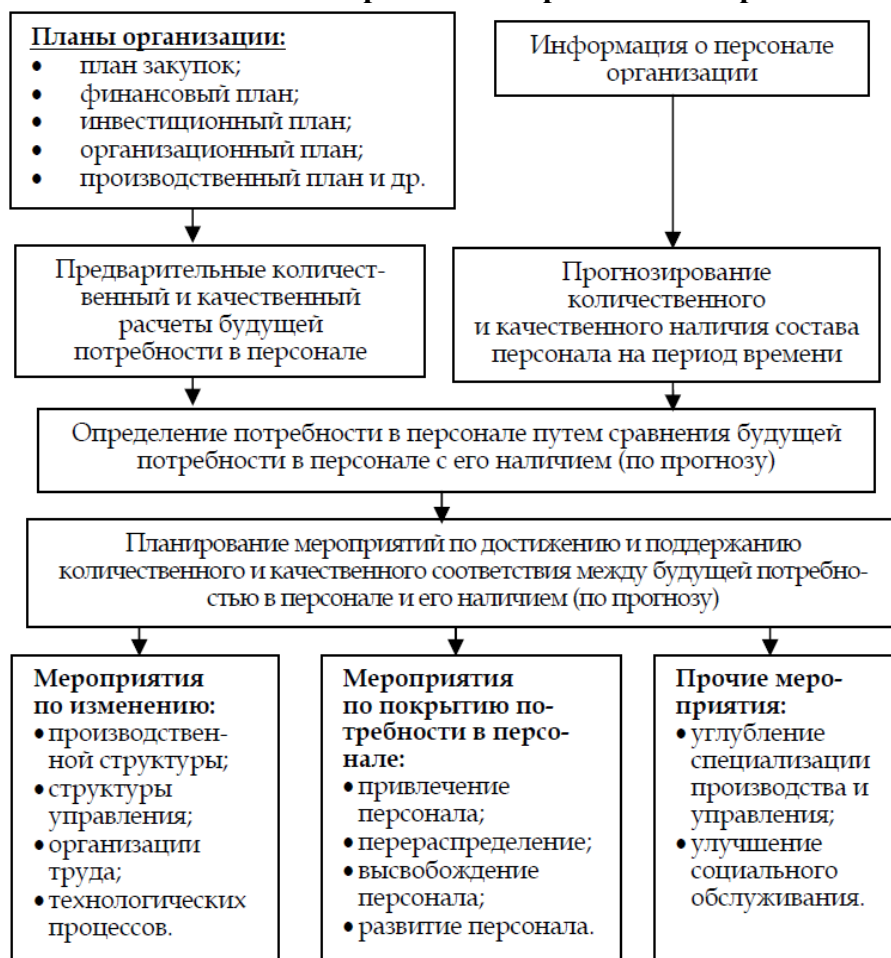 Планы организации:
• план закупок;
• финансовый план;
• инвестиционный план;
• организационный план;
• производственный план и др.
Информация о персонале
организации
Предварительные количест-
венный и качественный
расчеты будущей
потребности в персонале
Прогнозирование
количественного
и качественного наличия состава
персонала на период времени
Определение потребности в персонале путем сравнения будущей
потребности в персонале с его наличием (по прогнозу)
Планирование мероприятий по достижению и поддержанию
количественного и качественного соответствия между будущей потребно-
стью в персонале и его наличием (по прогнозу)
Мероприятия
по изменению:
• производствен-
ной структуры;
• структуры
управления;
• организации
труда;
• технологических
процессов.
Мероприятия
по покрытию по-
требности в персо-
нале:
• привлечение
персонала;
• перераспределение;
• высвобождение
персонала;
• развитие персонала.
Прочие меро-
приятия:
• углубление
специализации
производства и
управления;
• улучшение
социального
обслуживания.